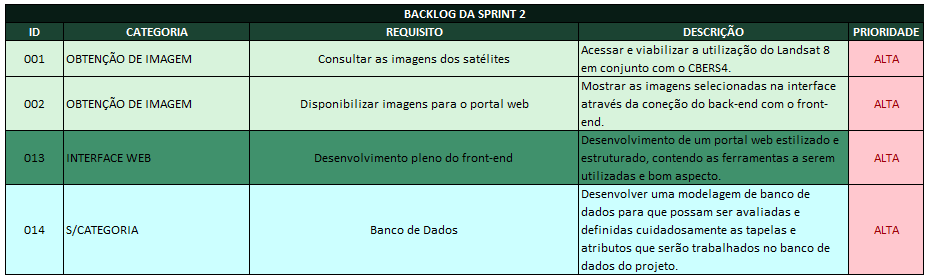 BACKLOG DA SPRINT 2
ID CATEGORIA REQUISITO DESCRIÇÃO PRIORIDADE
001 OBTENÇÃO DE IMAGEM Consultar as imagens dos satélites Acessar e viabilizar a utilização do Landsat 8
em conjunto com o CBERS4. ALTA
002 OBTENÇÃO DE IMAGEM Disponibilizar imagens para o portal web Mostrar as imagens selecionadas na interface
através da coneção do back-end com o front-
end. ALTA
013 INTERFACE WEB Desenvolvimento pleno do front-end Desenvolvimento de um portal web estilizado e
estruturado, contendo as ferramentas a serem
utilizadas e bom aspecto. ALTA
014 S/CATEGORIA Banco de Dados Desenvolver uma modelagem de banco de
dados para que possam ser avaliadas e
definidas cuidadosamente as tapelas e
atributos que serão trabalhados no banco de
dados do projeto. ALTA